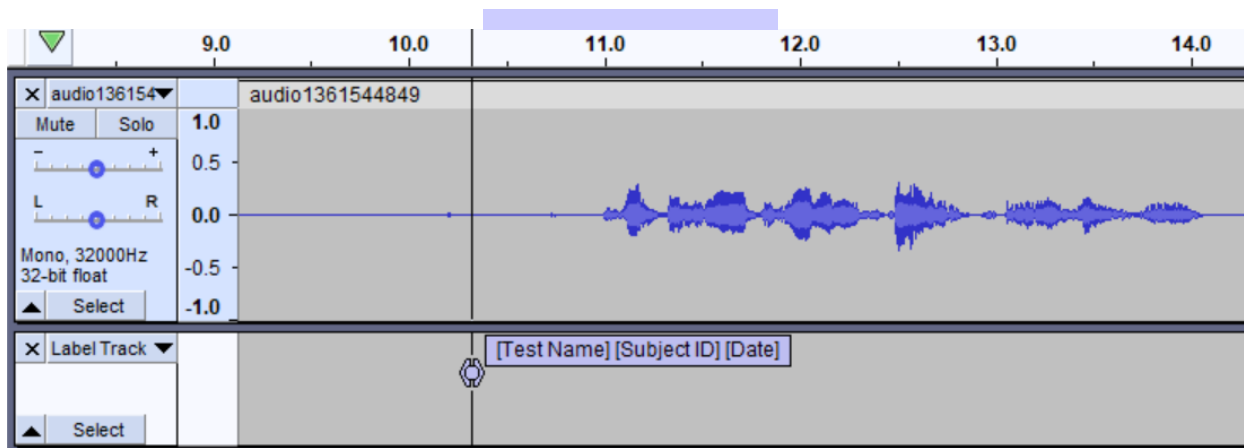 9.0 10.0 11.0 12.0 13.0 14.0
X audio136154 audio1361544849
Mute Solo 1.0
- + 0.5
L R 0.0
Mono, 32000Hz
32-bit float -0.5
Select -1.0
X Label Track [Test Name] [Subject ID] [Date]
Select